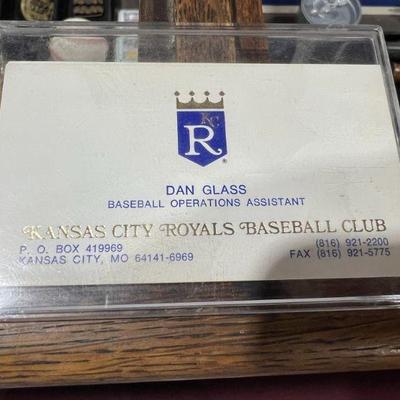 KC
R
®
DAN GLASS
BASEBALL OPERATIONS ASSISTANT
KANSAS CITY ROYALS BASEBALL CLUB
P. O. BOX 419969 (816) 921-2200
KANSAS CITY, MO 64141-6969 FAX (816) 921-5775